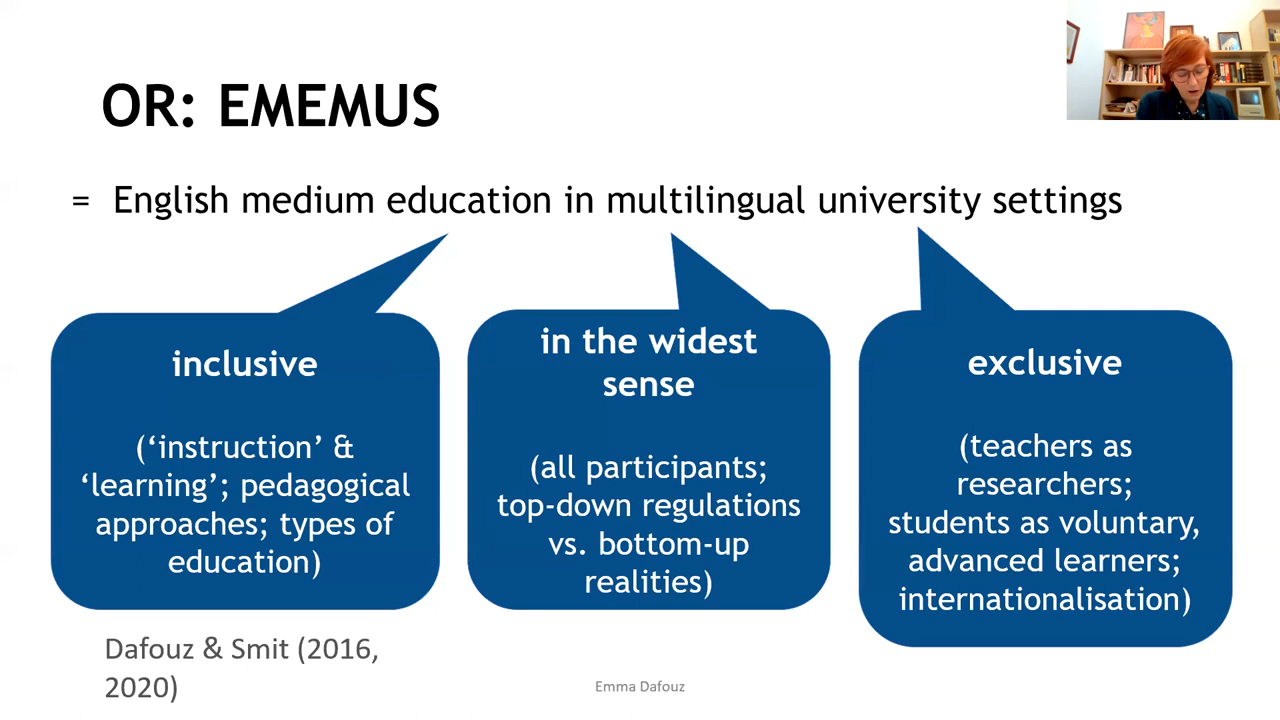 OR: EMEMUS
= English medium education in multilingual university settings
inclusive
(‘instruction’ &
‘learning’; pedagogical
approaches; types of
education)
in the widest
sense
(all participants;
top-down regulations
vs. bottom-up
realities)
exclusive
(teachers as
researchers;
students as voluntary,
advanced learners;
internationalisation)
Dafouz & Smit (2016,
2020)
Emma Dafouz